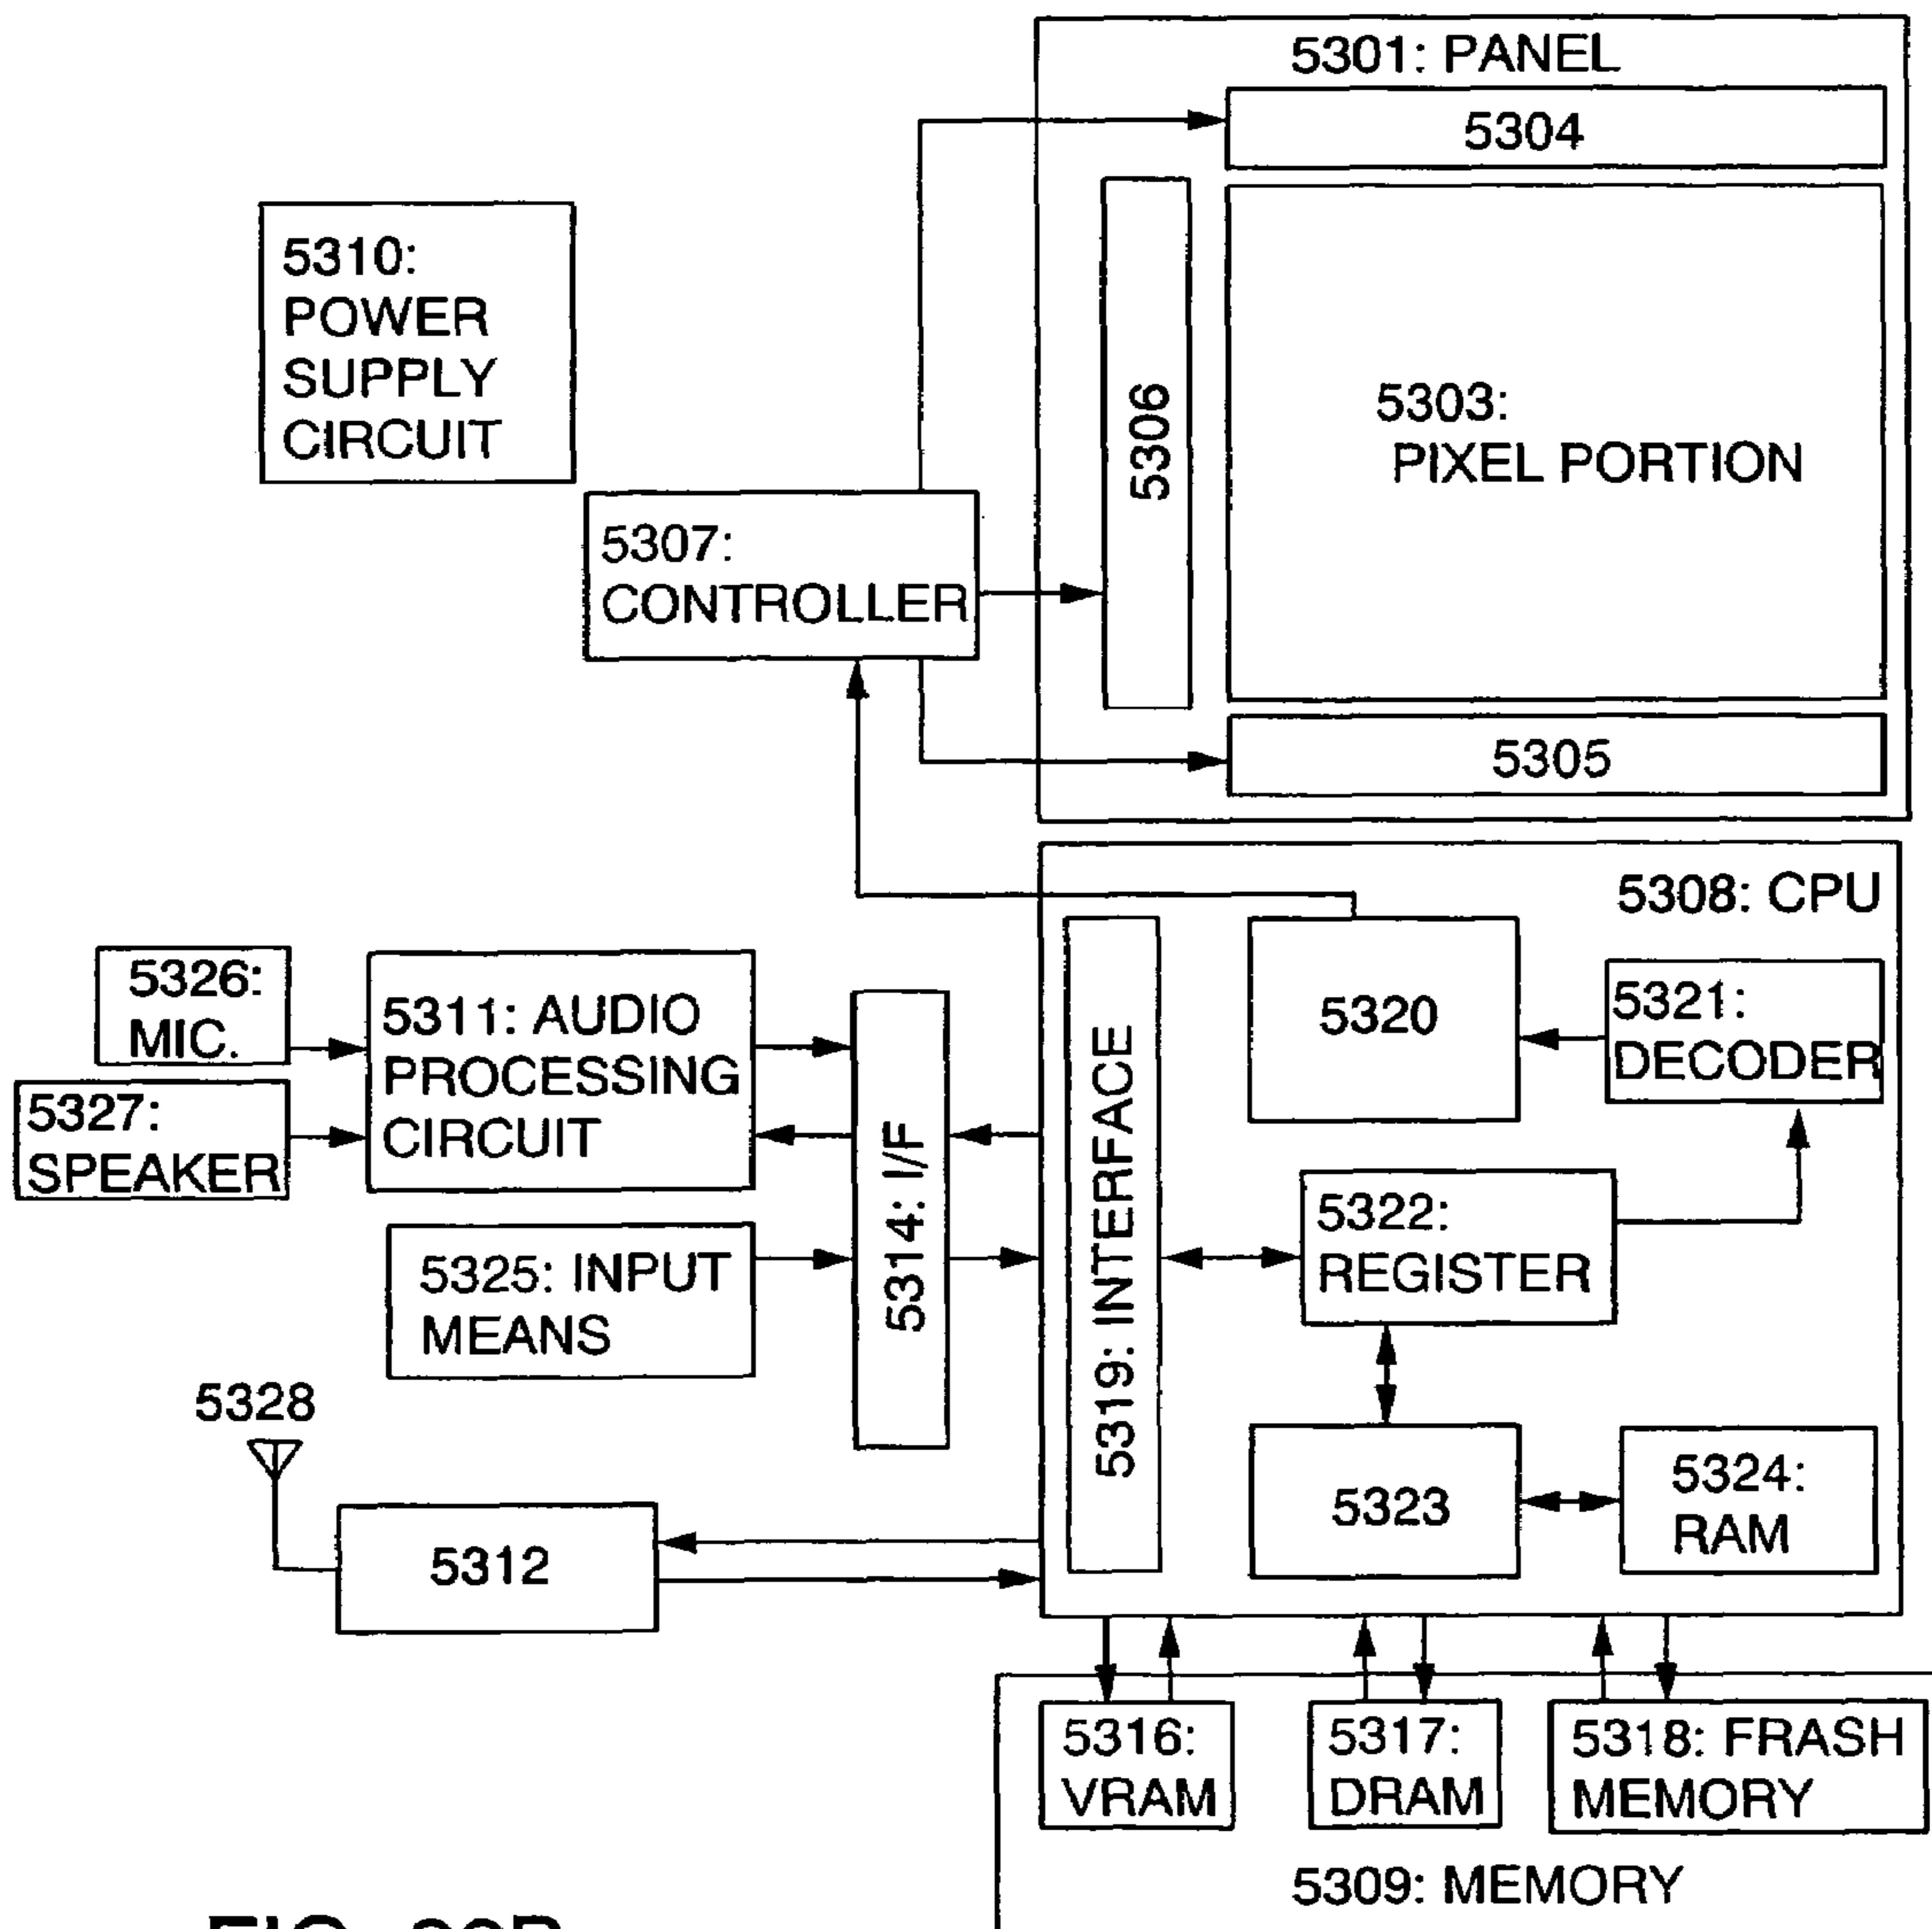 5301: PANEL
5304
5310:
POWER
SUPPLY
CIRCUIT
5306
5303:
PIXEL PORTION
5307:
CONTROLLER
5305
5308: CPU
5326:
MIC.
5311: AUDIO
PROCESSING
CIRCUIT
5327:
SPEAKER
5314: I/F
5325: INPUT
MEANS
5319: INTERFACE
5320
5321:
DECODER
5322:
REGISTER
5328
5312
5323
5324:
RAM
5316:
VRAM
5317:
DRAM
5318: FRASH
MEMORY
5309: MEMORY